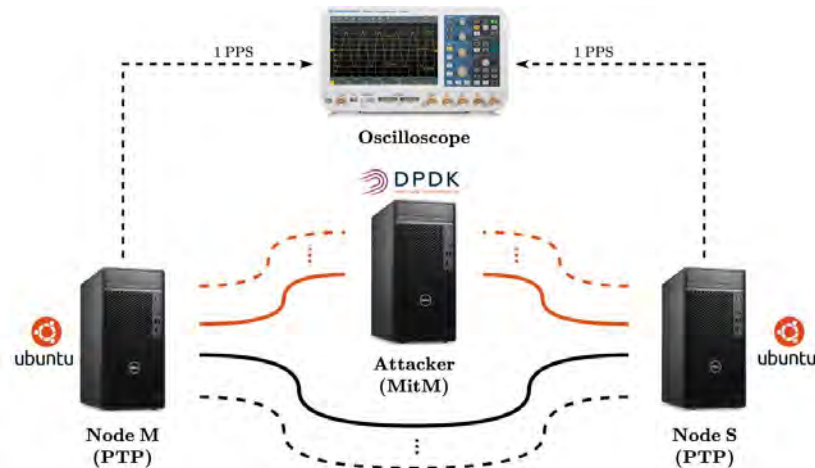 1 PPS
1 PPS
Oscilloscope
DPDK
ubuntu
Attacker
(MitM)
ubuntu
Node M
(PTP)
Node S
(PTP)